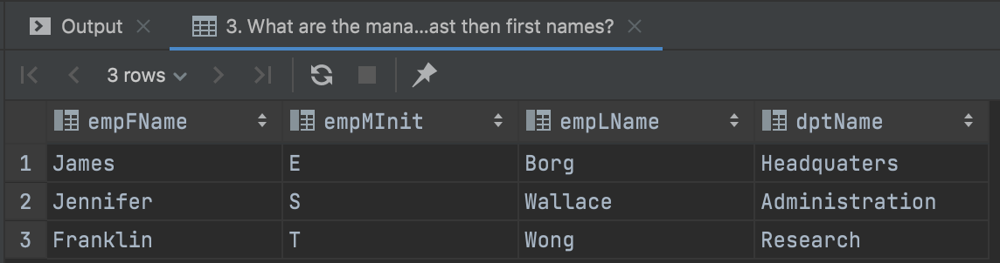 Output 3. What are the mana...ast then first names?
3 rows
empFName empMInit empLName dptName
1 James E Borg Headquaters
2 Jennifer S Wallace Administration
3 Franklin T Wong Research